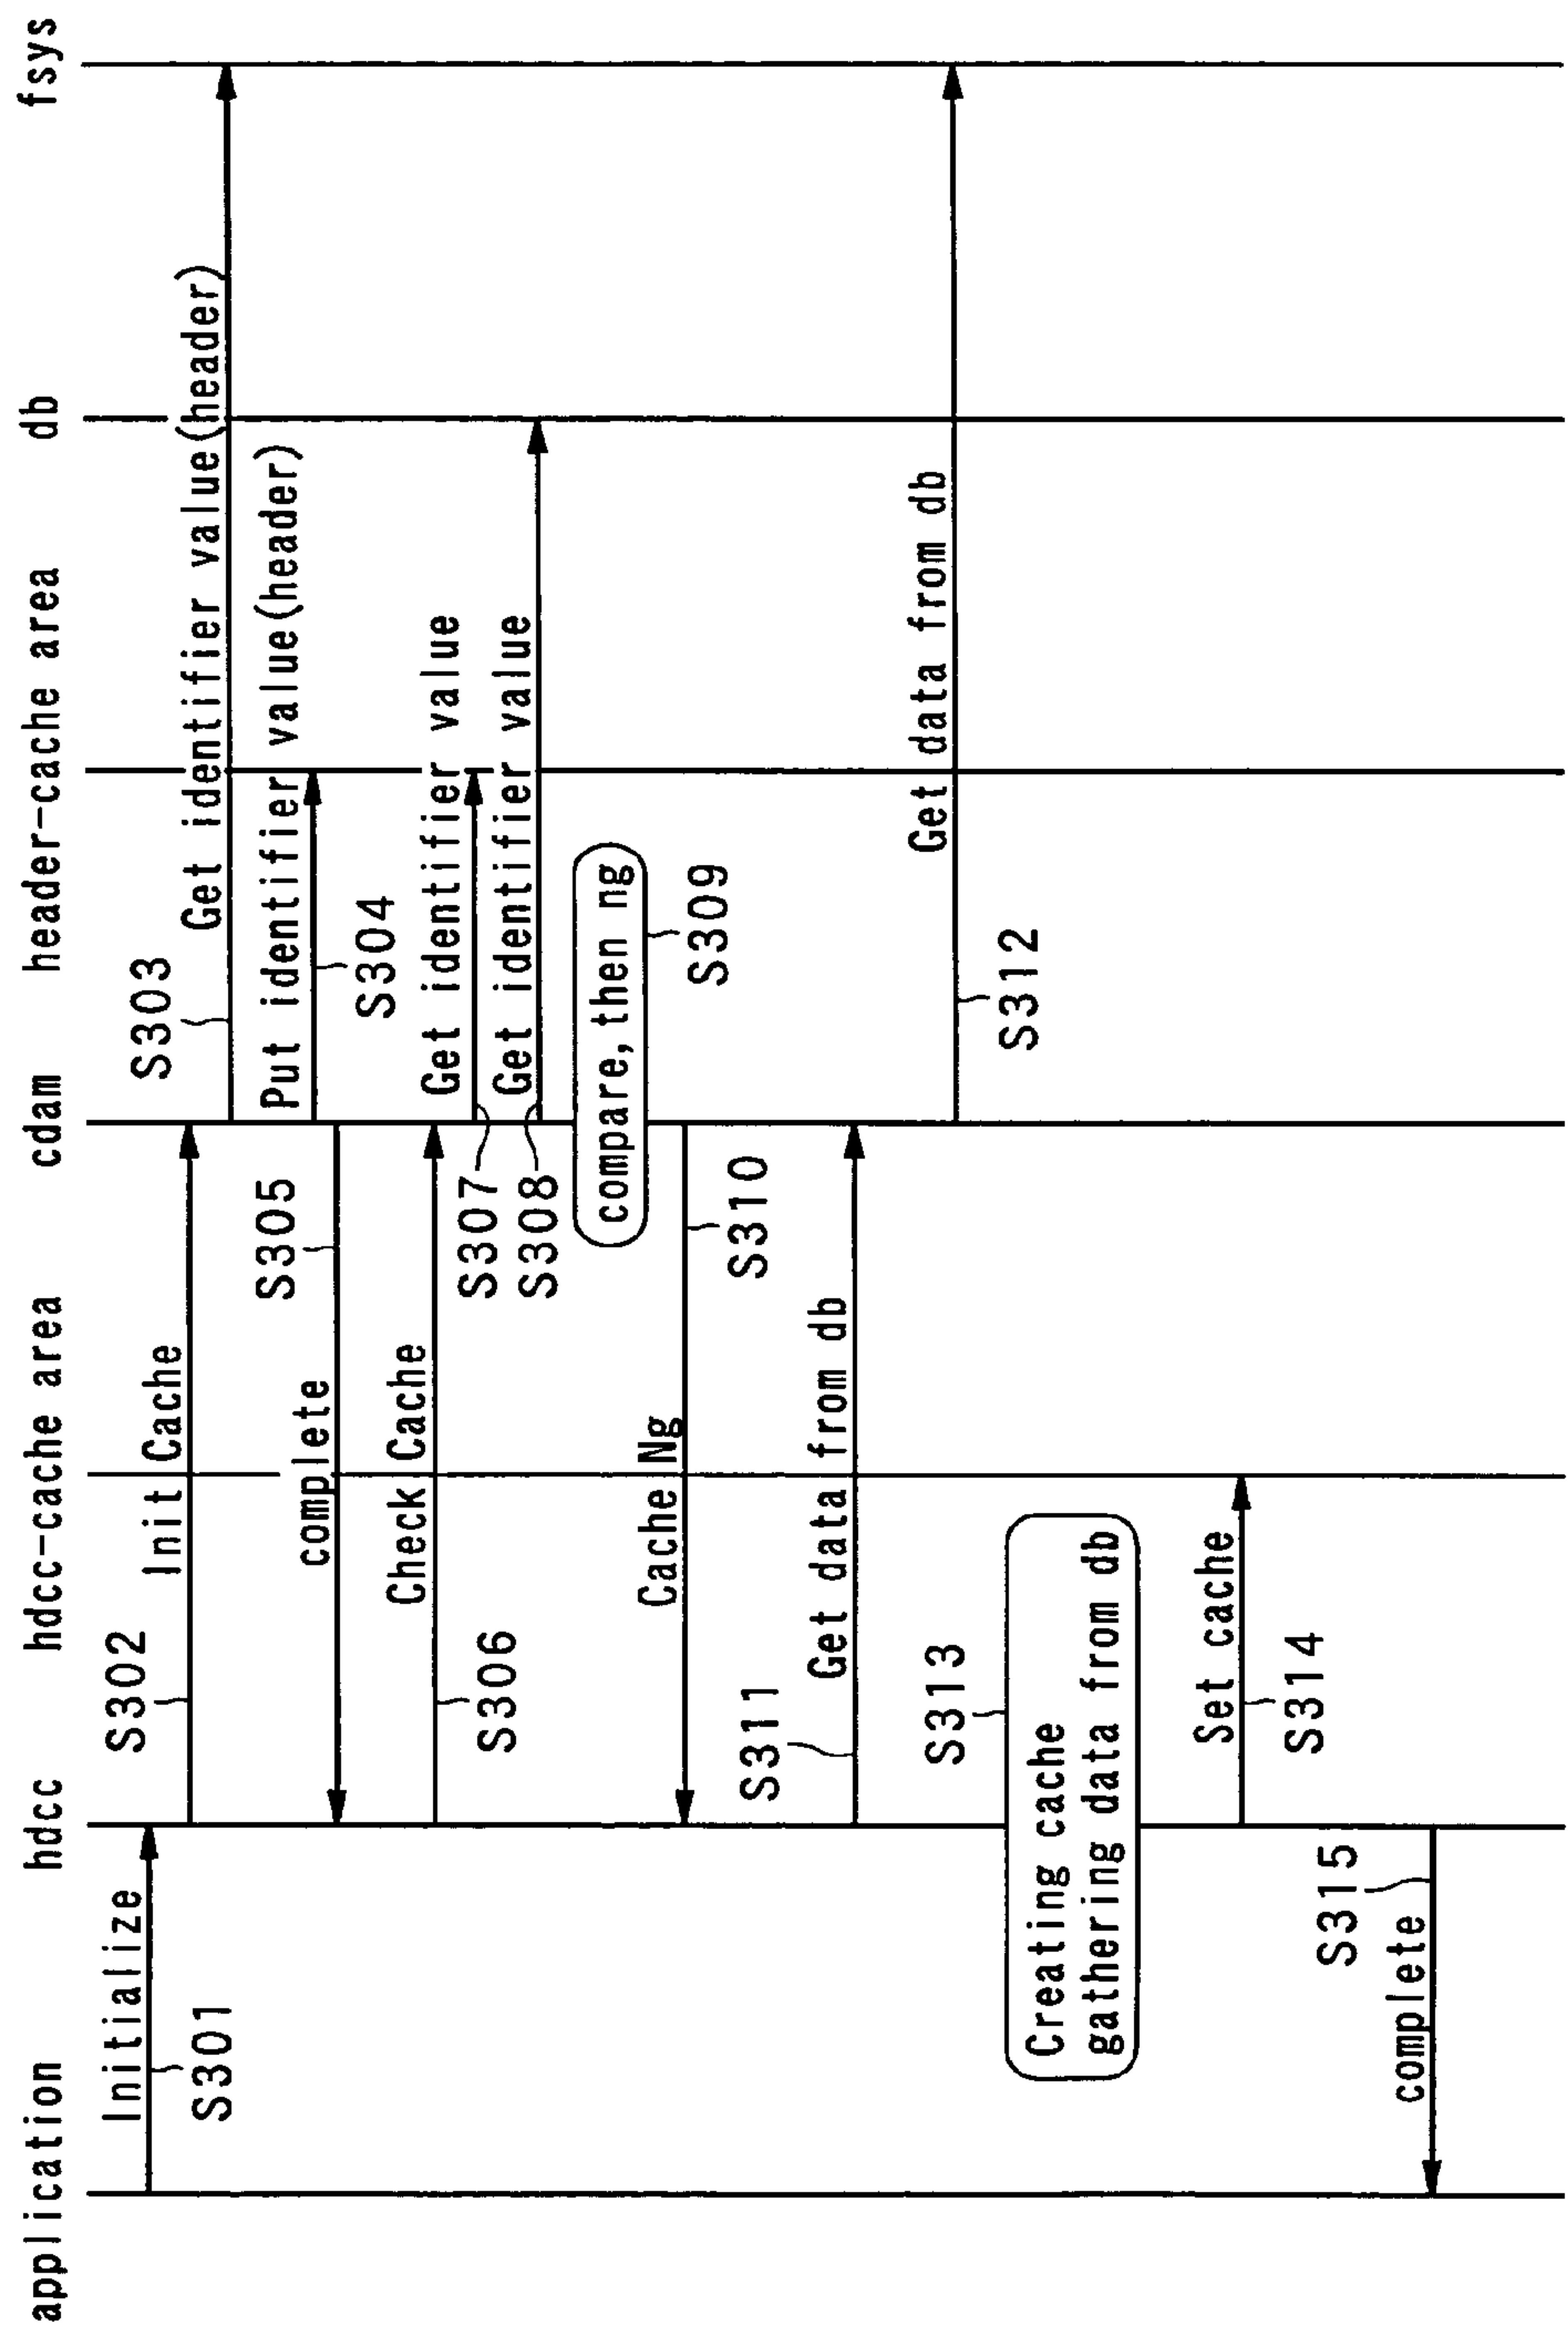 application
hdcc
hdcc-cache area
cdam
header-cache area
db
fsys
Initialize
S301
S302
Init Cache
S303
Get identifier value(header)
Put identifier value(header)
S304
S305
complete
Check Cache
S306
Get identifier value
S307
Get identifier value
S308
compare,then ng
S309
Cache Ng
S310
S311
Get data from db
Get data from db
S312
S313
Creating cache
gathering data from db
Set cache
S314
S315
complete